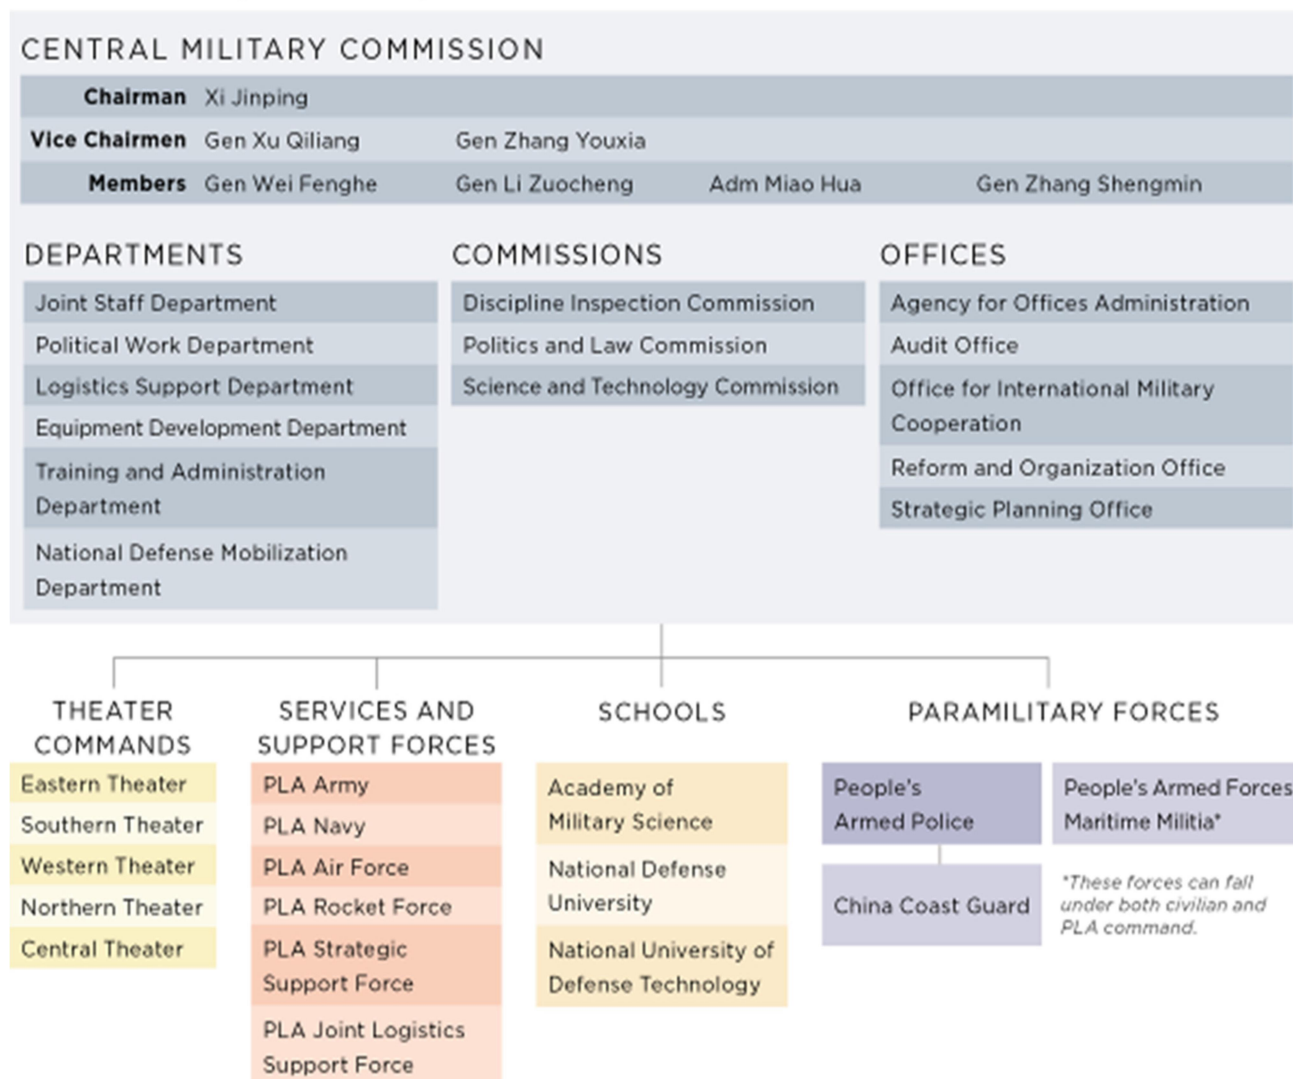 CENTRAL MILITARY COMMISSION
Chairman Xi Jinping
Vice Chairmen Gen Xu Qiliang Gen Zhang Youxia
Members Gen Wei Fenghe Gen Li Zuocheng Adm Miao Hua Gen Zhang Shengmin
DEPARTMENTS
Joint Staff Department
Political Work Department
Logistics Support Department
Equipment Development Department
Training and Administration
Department
National Defense Mobilization
Department
COMMISSIONS
Discipline Inspection Commission
Politics and Law Commission
Science and Technology Commission
OFFICES
Agency for Offices Administration
Audit Office
Office for International Military
Cooperation
Reform and Organization Office
Strategic Planning Office
THEATER
COMMANDS
Eastern Theater
Southern Theater
Western Theater
Northern Theater
Central Theater
SERVICES AND
SUPPORT FORCES
PLA Army
PLA Navy
PLA Air Force
PLA Rocket Force
PLA Strategic
Support Force
PLA Joint Logistics
Support Force
SCHOOLS
Academy of
Military Science
National Defense
University
National University of
Defense Technology
PARAMILITARY FORCES
People's
Armed Police
China Coast Guard
People's Armed Forces
Maritime Militia*
*These forces can fall
under both civilian and
PLA command.